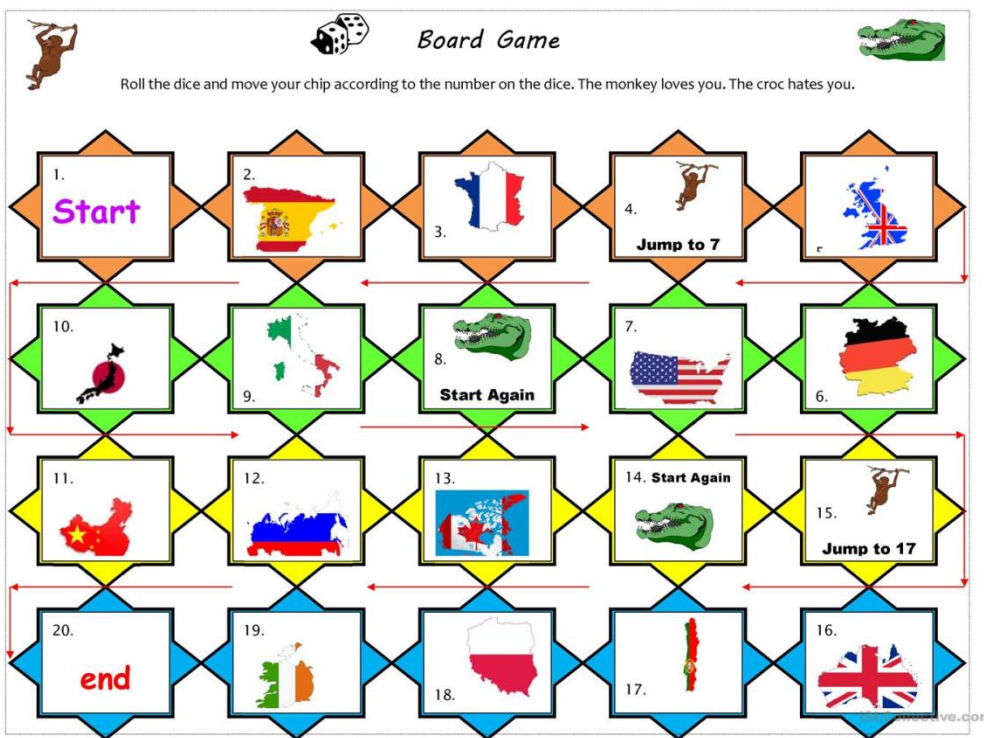 Board Game
Roll the dice and move your chip according to the number on the dice. The monkey loves you. The croc hates you.
1.
Start
2.
3.
4.
Jump to 7
10.
9.
8.
Start Again
7.
6.
11.
12.
13.
14. Start Again
15.
Jump to 17
20.
end
19.
18.
17.
16.